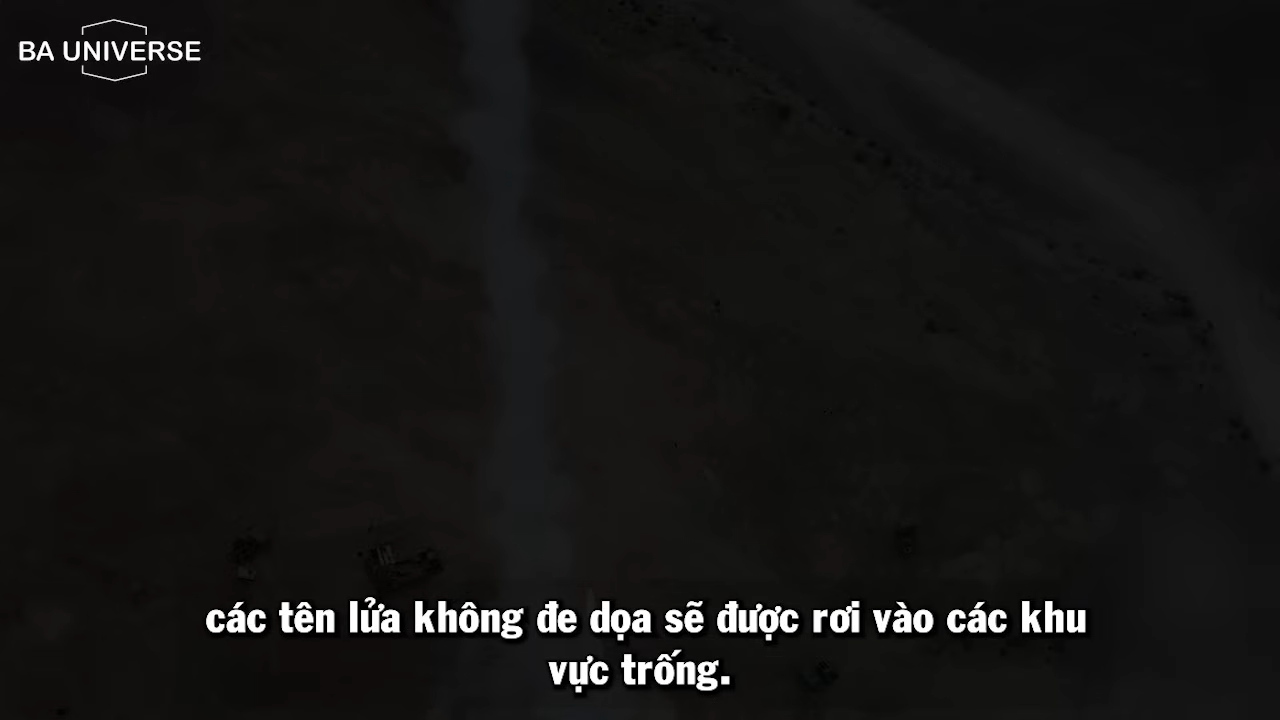 BA UNIVERSE
các tên lửa không đe dọa sẽ được rơi vào các khu
vực trống.